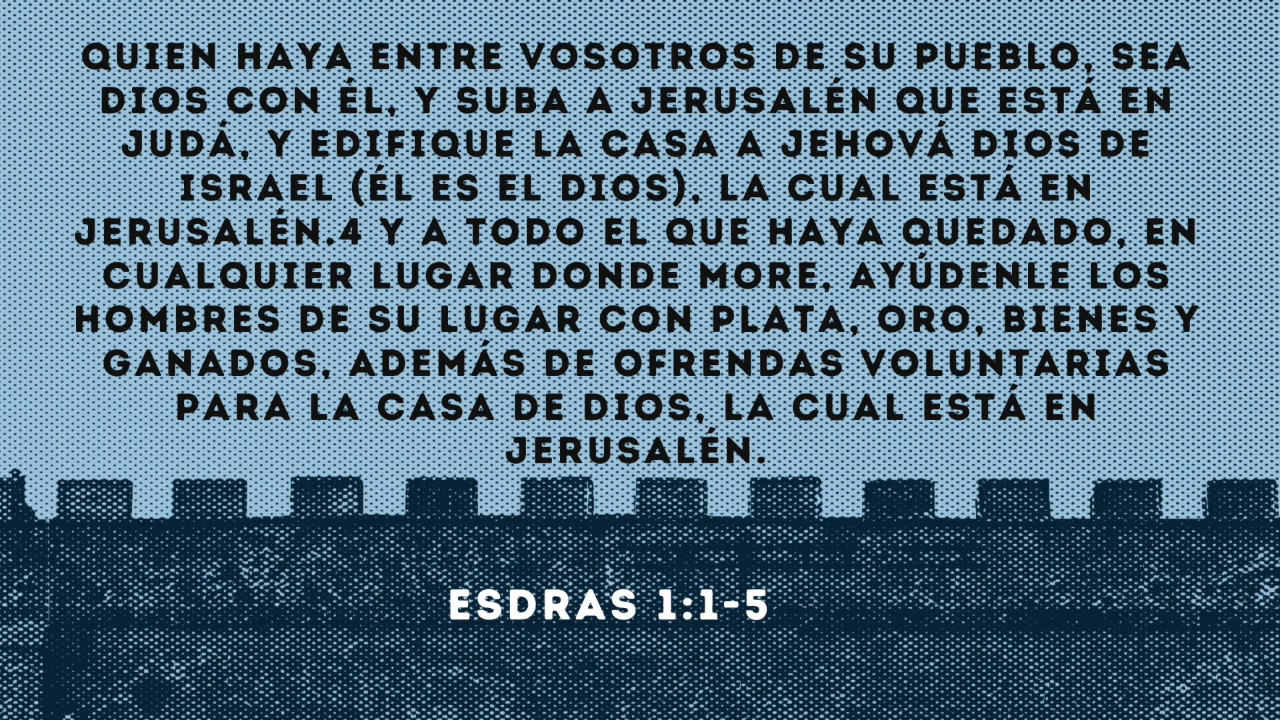 QUIEN HAYA ENTRE VOSOTROS DE SU PUEBLO, SEA
DIOS CON ÉL, Y SUBA A JERUSALÉN QUE ESTÁ EN
JUDÁ, Y EDIFIQUE LA CASA A JEHOVÁ DIOS DE
ISRAEL (ÉL ES EL DIOS), LA CUAL ESTÁ EN
JERUSALÉN.4 Y A TODO EL QUE HAYA QUEDADO, EN
CUALQUIER LUGAR DONDE MORE, AYÚDENLE LOS
HOMBRES DE SU LUGAR CON PLATA, ORO, BIENES Y
GANADOS, ADEMÁS DE OFRENDAS VOLUNTARIAS
PARA LA CASA DE DIOS, LA CUAL ESTÁ EN
JERUSALÉN.
ESDRAS 1:1-5